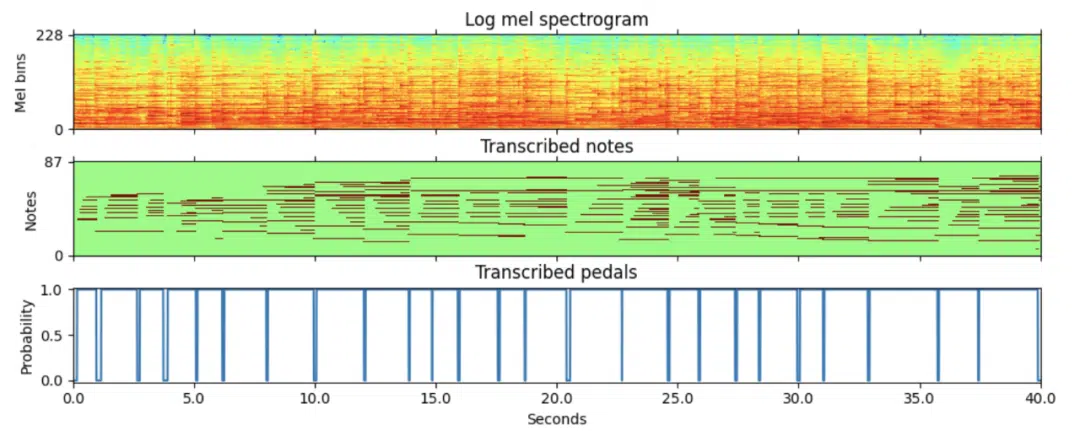 Log mel spectrogram
228
Mel bins
0
Transcribed notes
87
Notes
0
Transcribed pedals
1.0
Probability
0.5
0.0
0.0 5.0 10.0 15.0 20.0 25.0 30.0 35.0 40.0
Seconds